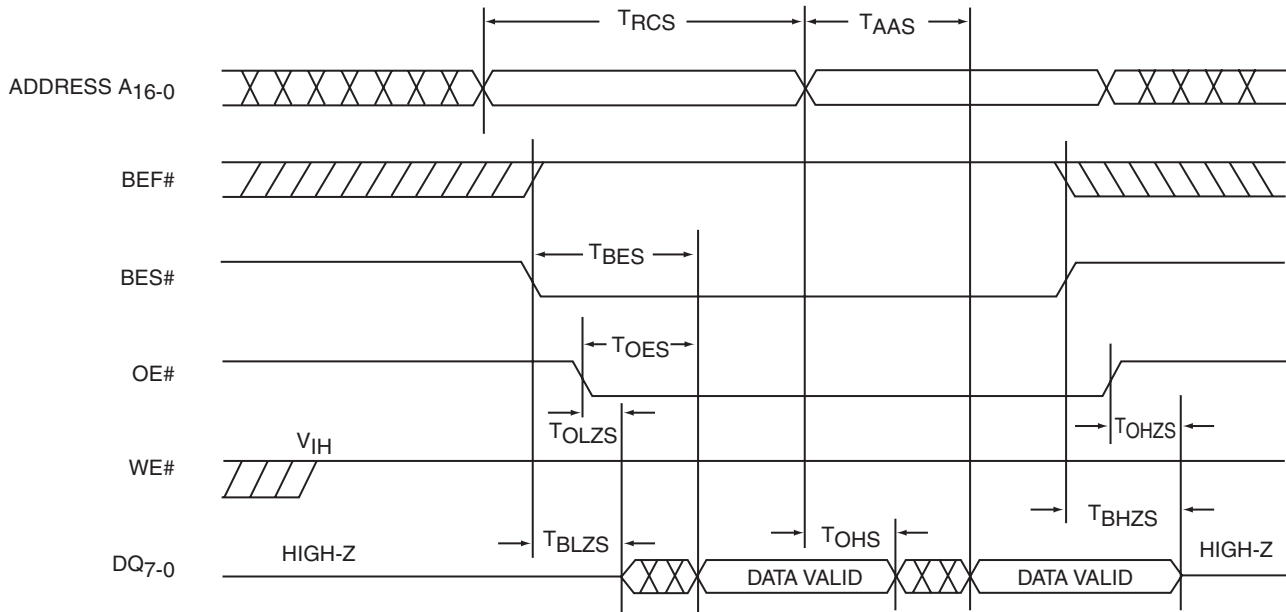 TRCS TAAS
ADDRESS A16-0
BEF#
TBES
BES#
TOES
OE#
TOLZS TOHZS
VIH
WE#
TBLZS TOHS TBHZS
HIGH-Z HIGH-Z
DQ7-0 DATA VALID DATA VALID